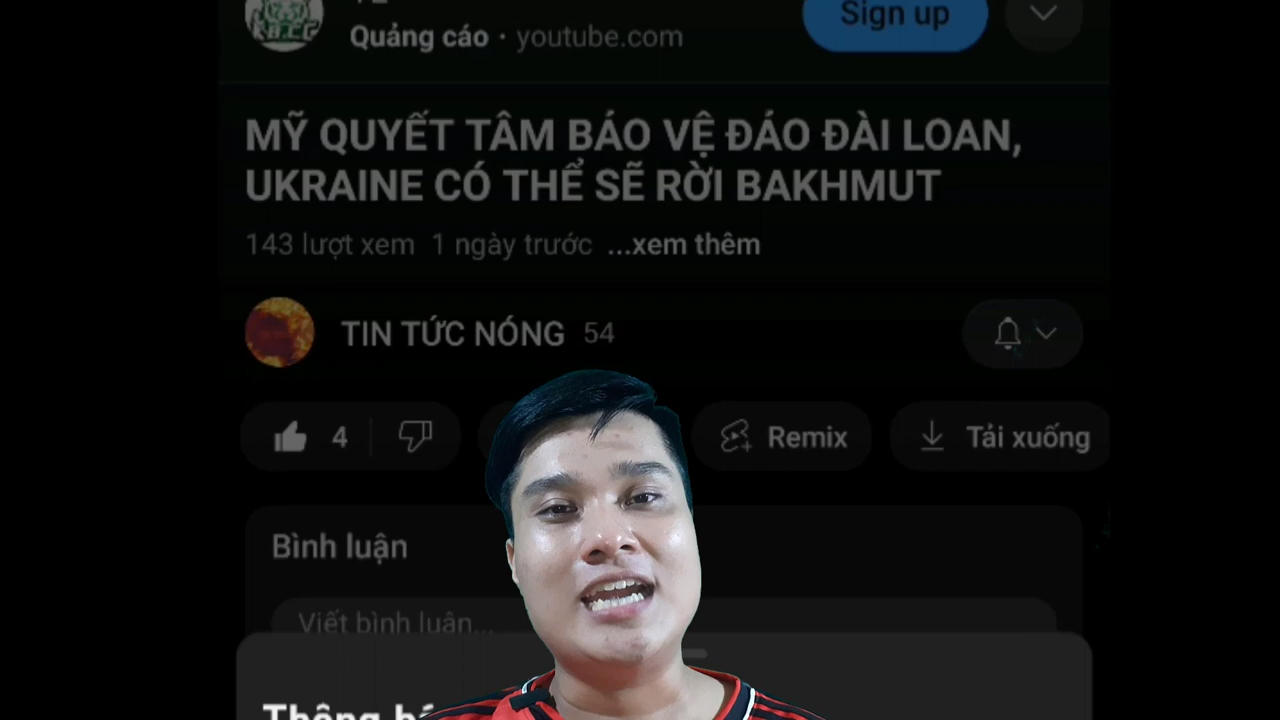 Sign up
Quảng cáo · youtube.com
MỸ QUYẾT TÂM BẢO VỆ ĐẢO ĐÀI LOAN,
UKRAINE CÓ THỂ SẼ RỜI BAKHMUT
143 lượt xem 1 ngày trước ...xem thêm
TIN TỨC NÓNG 54
4
Remix
Tải xuống
Bình luận
Viết bình luận...
Thông